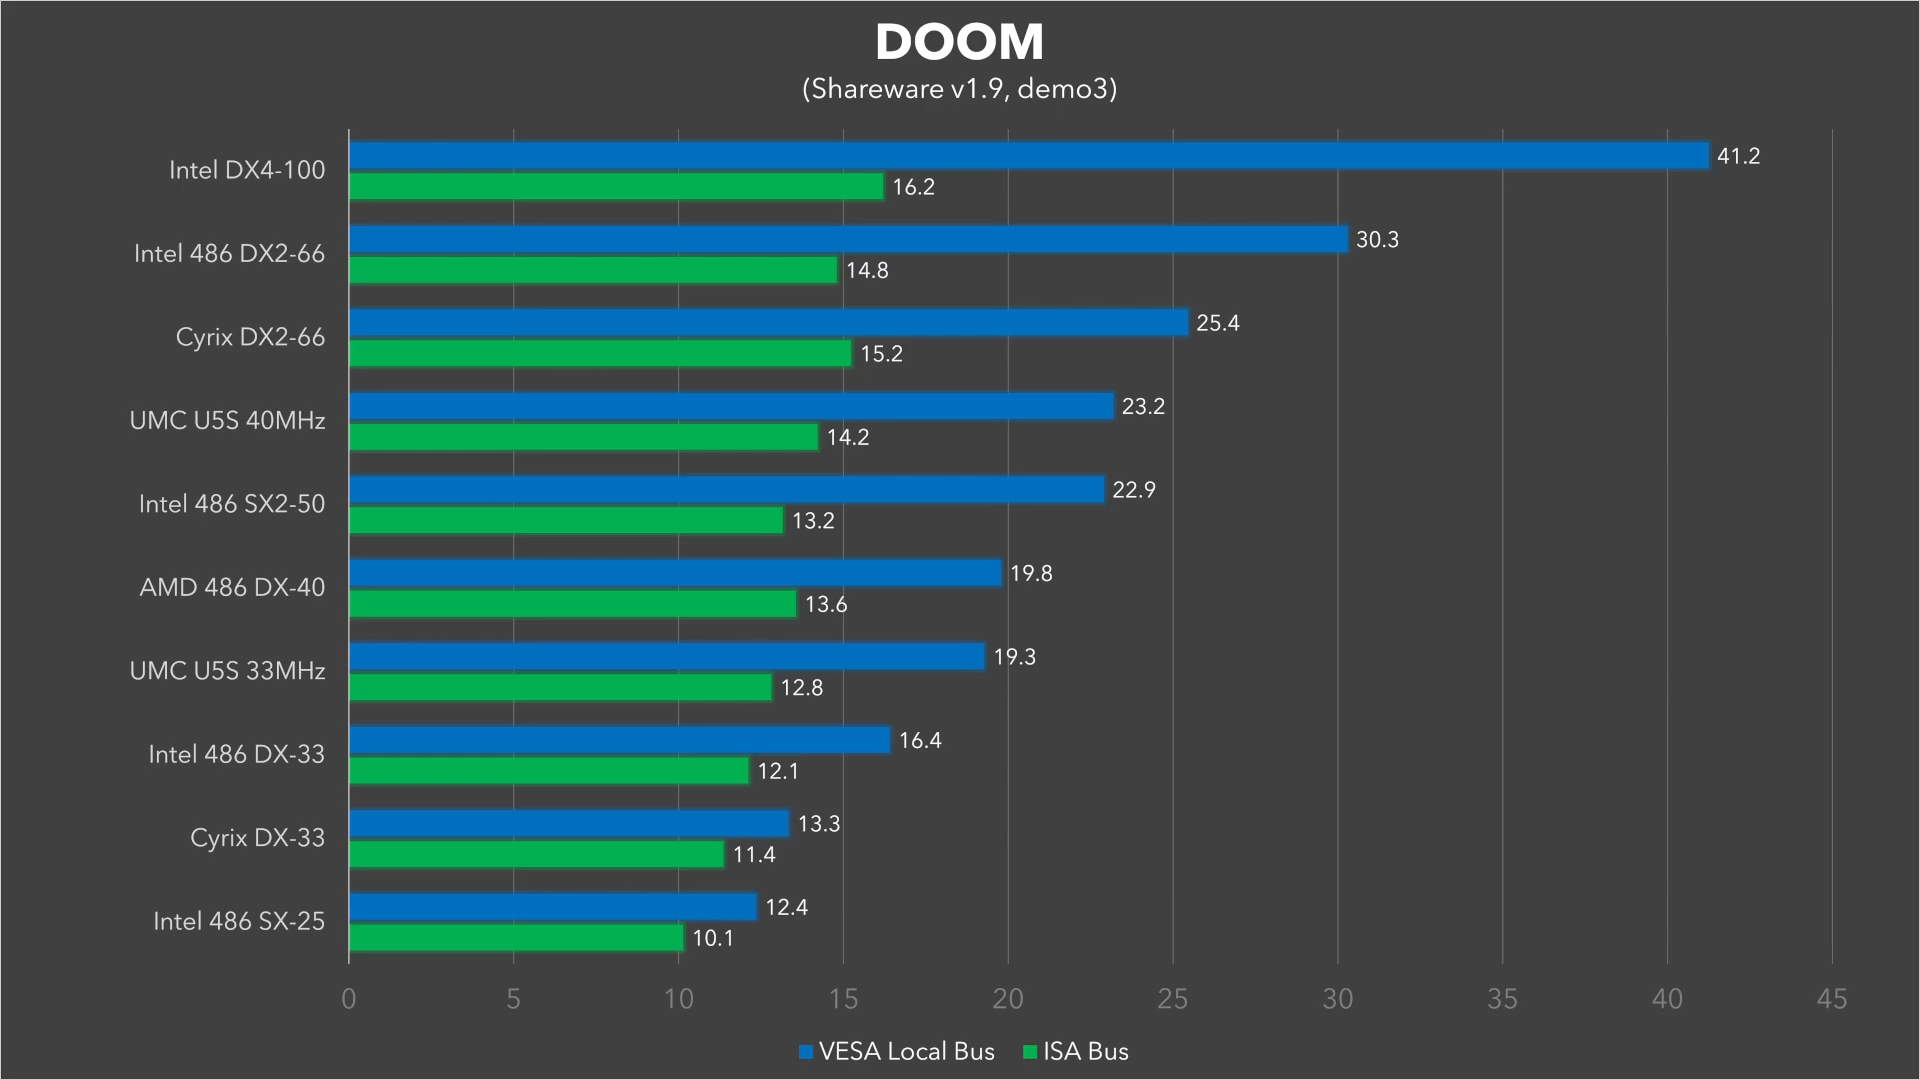 DOOM
(Shareware v1.9, demo3)
Intel DX4-100
41.2
16.2
Intel 486 DX2-66
30.3
14.8
Cyrix DX2-66
25.4
15.2
UMC U5S 40MHz
23.2
14.2
Intel 486 SX2-50
22.9
13.2
AMD 486 DX-40
19.8
13.6
UMC U5S 33MHz
19.3
12.8
Intel 486 DX-33
16.4
12.1
Cyrix DX-33
13.3
11.4
Intel 486 SX-25
12.4
10.1
0 5 10 15 20 25 30 35 40 45
VESA Local Bus ISA Bus